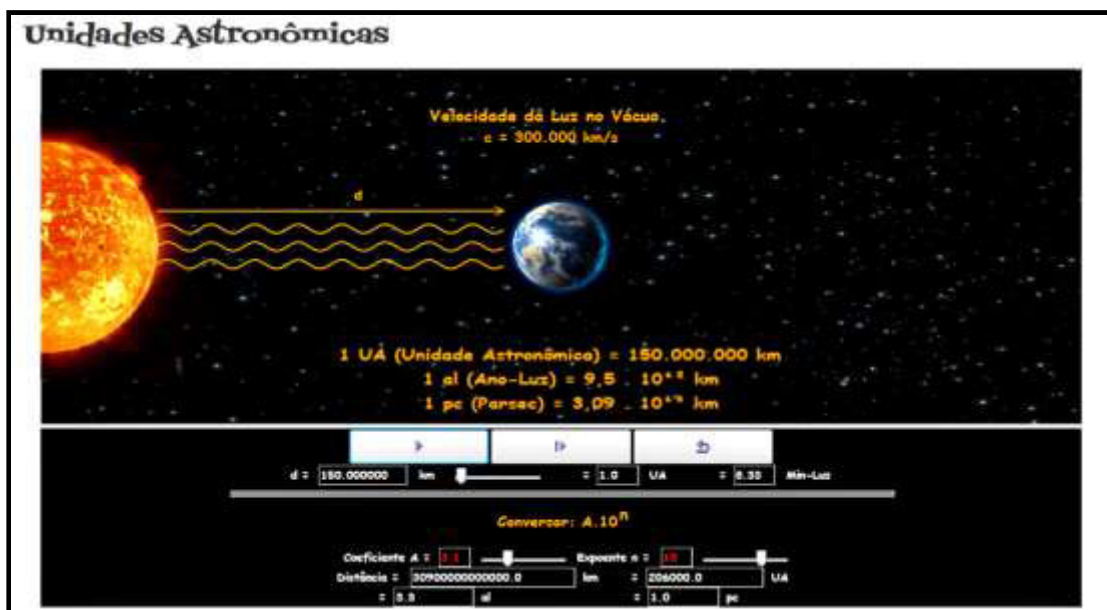 Unidades Astronômicas
Velocidade da Luz no Vácuo.
c = 300.000 km/s
d
1 UA (Unidade Astronômica) = 150.000.000 km
1 al (Ano-Luz) = 9,5 . 10¹² km
1 pc (Parsec) = 3,09 . 10¹³ km
d = 150.000000 km = 1.0 UA = 8.33 Min-Luz
Conversor: A.10ⁿ
Coeficiente A = 3.1 Expoente n =
Distância = 30900000000000.0 km = 206000.0 UA
= 3.3 al = 1.0 pc